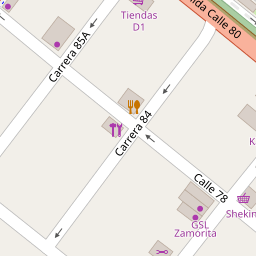 Tiendas
D1
ida Calle 80
Carrera 85A
Carrera 84
Calle 78
GSL
Zamorita
Shekin
K